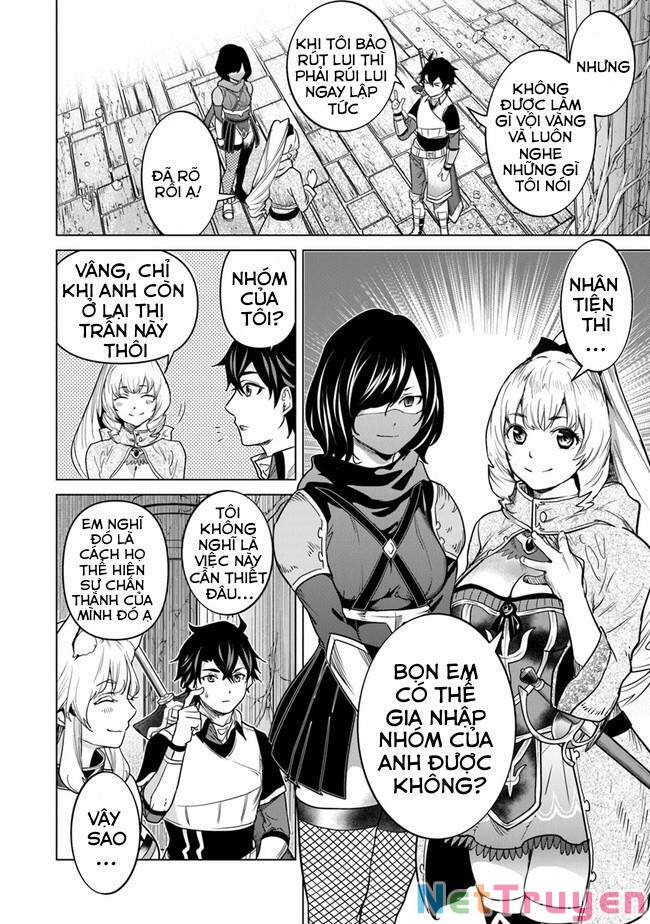 NHƯNG
KHÔNG
ĐƯỢC LÀM
GÌ VỘI VÀNG
VÀ LUÔN
NGHE
NHỮNG GÌ
TÔI NÓI
KHI TÔI BẢO
RÚT LUI THÌ
PHẢI RÚI LUI
NGAY LẬP
TỨC
ĐÃ RÕ
RỒI Ạ!
NHÂN
TIỆN THÌ
...
BỌN EM
CÓ THỂ
GIA NHẬP
NHÓM CỦA
ANH ĐƯỢC
KHÔNG?
NHÓM
CỦA TÔI?
VÂNG, CHỈ
KHI ANH CÒN
Ở LẠI THỊ
TRẤN NÀY
THÔI
TÔI
KHÔNG
NGHĨ LÀ
VIỆC NÀY
CẦN THIẾT
ĐÂU...
EM NGHĨ
ĐÓ LÀ
CÁCH HỌ
THỂ HIỆN
SỰ CHÂN
THÀNH CỦA
MÌNH ĐÓ Ạ
VẬY
SAO
...
NetTruyen